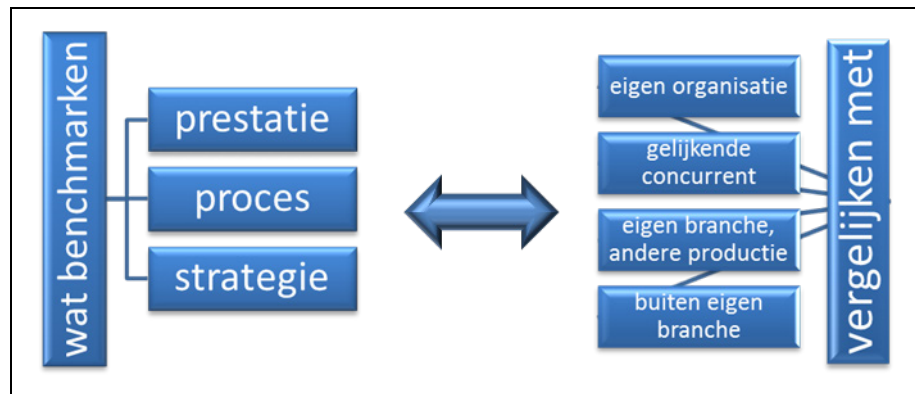 wat benchmarken
prestatie
proces
strategie
eigen organisatie
gelijkende
concurrent
eigen branche,
andere productie
buiten eigen
branche
vergelijken met